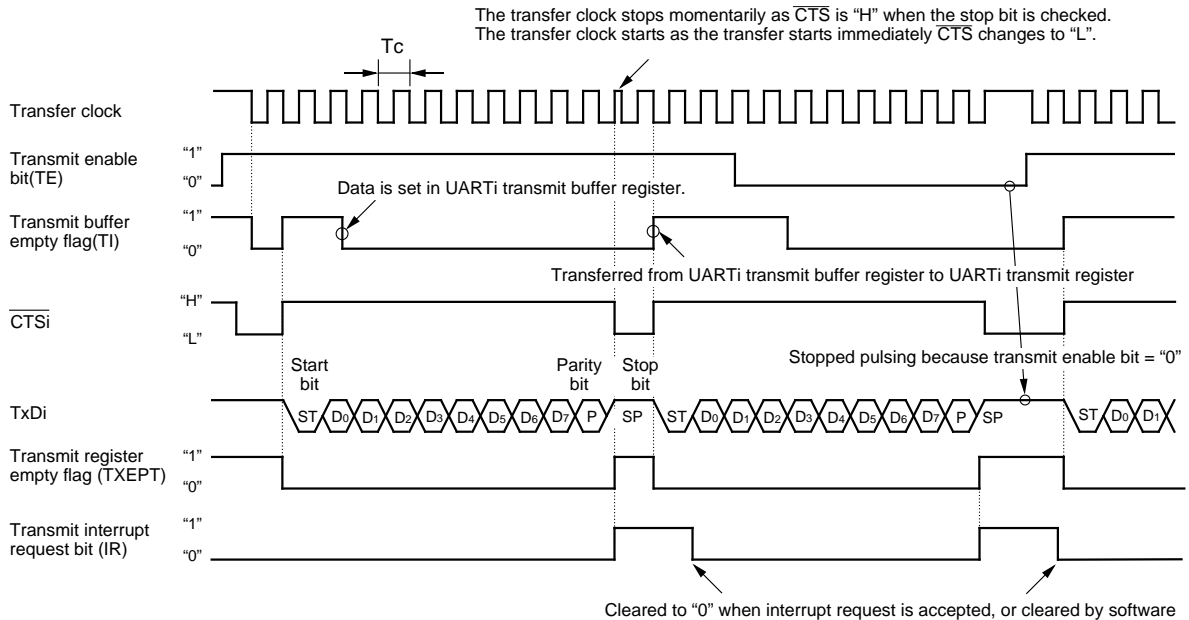 The transfer clock stops momentarily as CTS is “H” when the stop bit is checked.
The transfer clock starts as the transfer starts immediately CTS changes to “L”.
Tc
Transfer clock
Transmit enable bit(TE)
“1”
“0”
Data is set in UARTi transmit buffer register.
Transmit buffer empty flag(TI)
“1”
“0”
Transferred from UARTi transmit buffer register to UARTi transmit register
CTSi
“H”
“L”
Start bit
Parity bit
Stop bit
Stopped pulsing because transmit enable bit = “0”
TxDi
ST D0 D1 D2 D3 D4 D5 D6 D7 P SP ST D0 D1 D2 D3 D4 D5 D6 D7 P SP ST D0 D1
Transmit register empty flag (TXEPT)
“1”
“0”
Transmit interrupt request bit (IR)
“1”
“0”
Cleared to “0” when interrupt request is accepted, or cleared by software